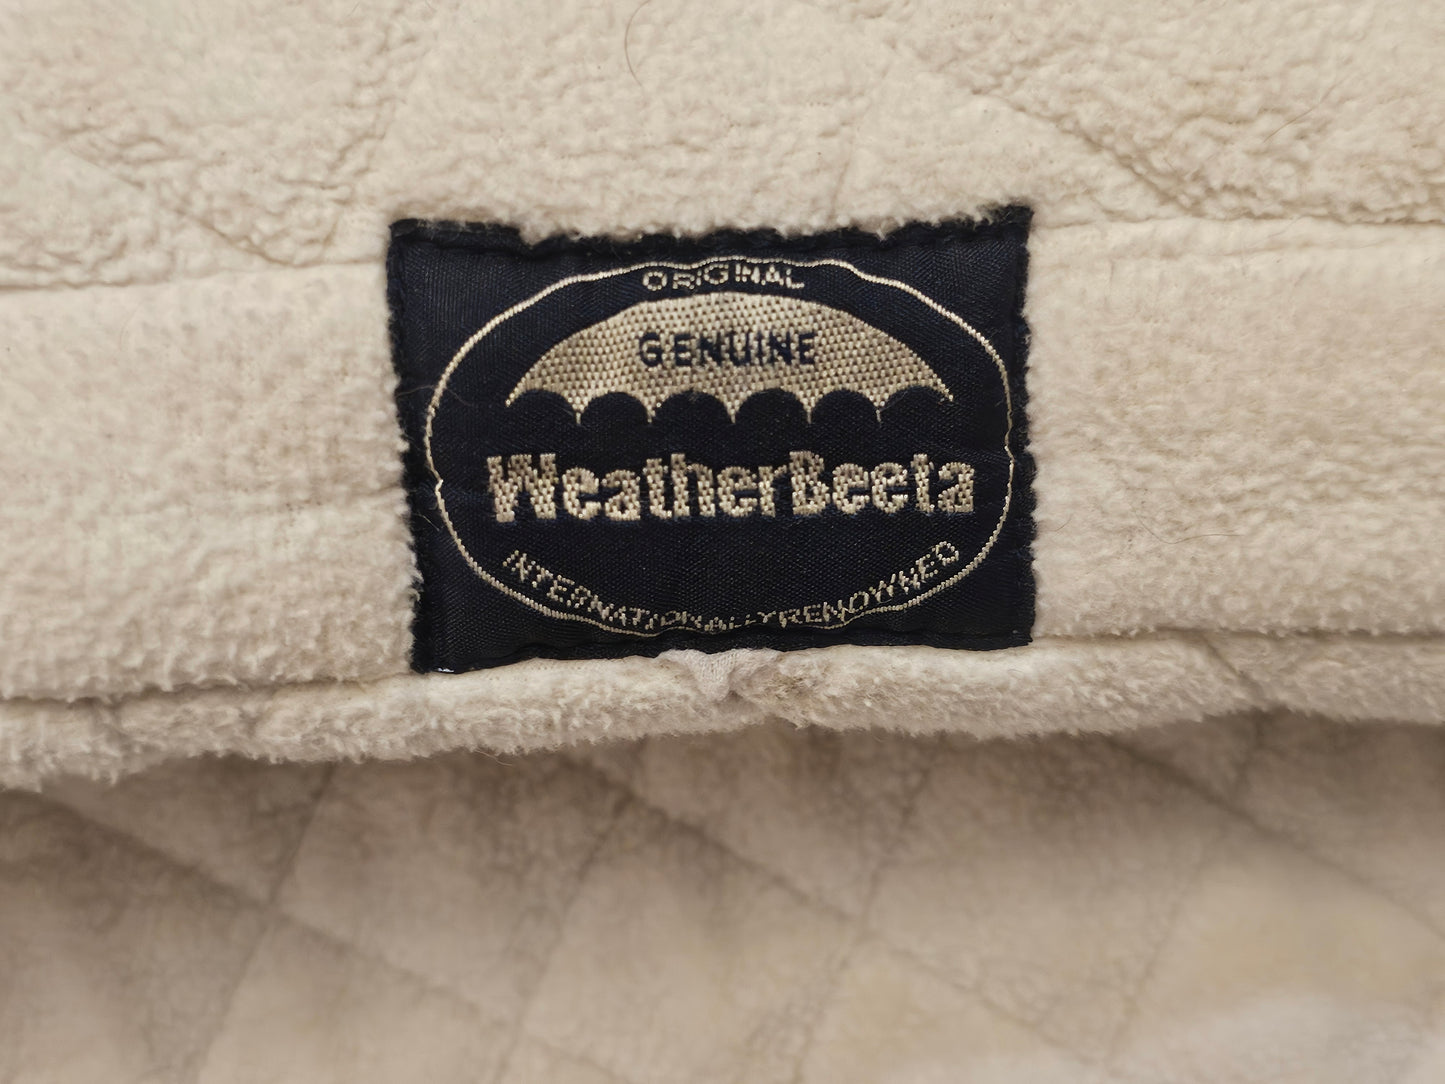 ORIGINAL
GENUINE
WeatherBeeta
INTERNATIONALLY RENOWNED